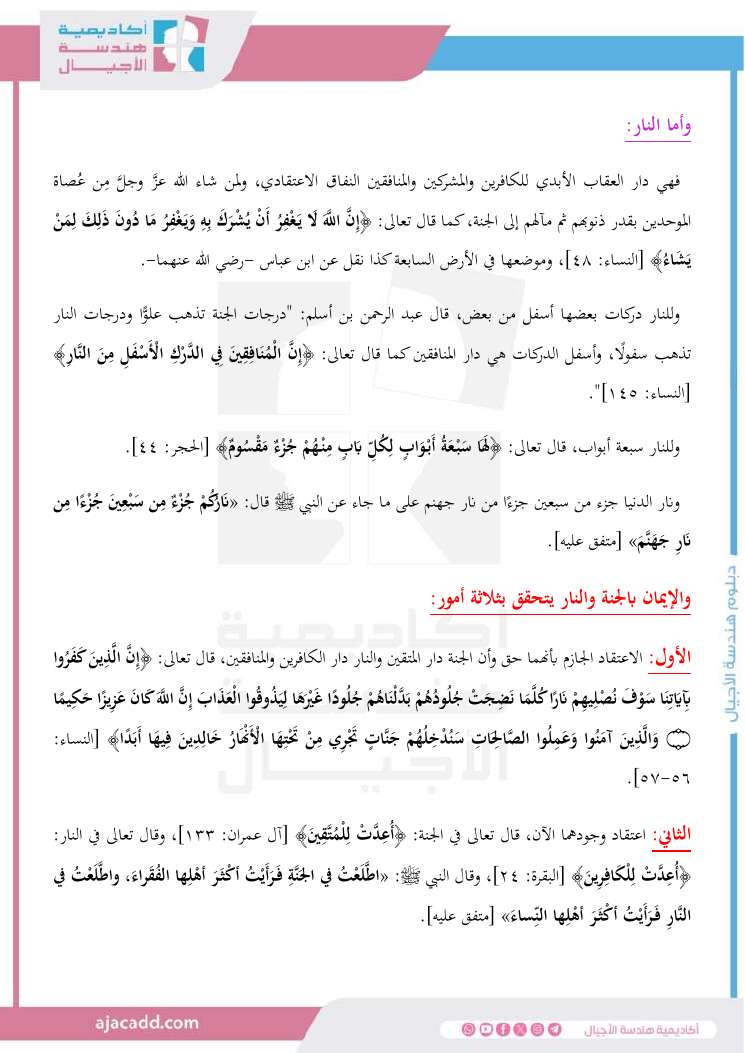 أكاديمية
هندسة
الأجيال
وأما النار:
فهي دار العقاب الأبدي للكافرين والمشركين والمنافقين النفاق الاعتقادي، ولمن شاء الله عزَّ وجلَّ مِن عُصاة
الموحدين بقدر ذنوبهم ثم مآلهم إلى الجنة، كما قال تعالى: ﴿إِنَّ اللَّهَ لَا يَغْفِرُ أَنْ يُشْرَكَ بِهِ وَيَغْفِرُ مَا دُونَ ذَلِكَ لِمَنْ
يَشَاءُ﴾ [النساء: ٤٨]، وموضعها في الأرض السابعة كذا نقل عن ابن عباس -رضي الله عنهما-.
وللنار دركات بعضها أسفل من بعض، قال عبد الرحمن بن أسلم: "درجات الجنة تذهب علوًّا ودرجات النار
تذهب سفولًا، وأسفل الدركات هي دار المنافقين كما قال تعالى: ﴿إِنَّ الْمُنَافِقِينَ فِي الدَّرْكِ الْأَسْفَلِ مِنَ النَّارِ﴾
[النساء: ١٤٥]".
وللنار سبعة أبواب، قال تعالى: ﴿لَهَا سَبْعَةُ أَبْوَابٍ لِكُلِّ بَابٍ مِنْهُمْ جُزْءٌ مَقْسُومٌ﴾ [الحجر: ٤٤].
ونار الدنيا جزء من سبعين جزءًا من نار جهنم على ما جاء عن النبي ﷺ قال: «نَارُكُمْ جُزْءٌ مِن سَبْعِينَ جُزْءًا مِن
نَارِ جَهَنَّمَ» [متفق عليه].
والإيمان بالجنة والنار يتحقق بثلاثة أمور:
الأول: الاعتقاد الجازم بأنهما حق وأن الجنة دار المتقين والنار دار الكافرين والمنافقين، قال تعالى: ﴿إِنَّ الَّذِينَ كَفَرُوا
بِآيَاتِنَا سَوْفَ نُصْلِيهِمْ نَارًا كُلَّمَا نَضِجَتْ جُلُودُهُمْ بَدَّلْنَاهُمْ جُلُودًا غَيْرَهَا لِيَذُوقُوا الْعَذَابَ إِنَّ اللَّهَ كَانَ عَزِيزًا حَكِيمًا
۝ وَالَّذِينَ آمَنُوا وَعَمِلُوا الصَّالِحَاتِ سَنُدْخِلُهُمْ جَنَّاتٍ تَجْرِي مِنْ تَحْتِهَا الْأَنْهَارُ خَالِدِينَ فِيهَا أَبَدًا﴾ [النساء:
٥٦-٥٧].
الثاني: اعتقاد وجودهما الآن، قال تعالى في الجنة: ﴿أُعِدَّتْ لِلْمُتَّقِينَ﴾ [آل عمران: ١٣٣]، وقال تعالى في النار:
﴿أُعِدَّتْ لِلْكَافِرِينَ﴾ [البقرة: ٢٤]، وقال النبي ﷺ: «اطَّلَعْتُ في الجَنَّةِ فَرَأَيْتُ أكْثَرَ أهْلِها الفُقَراءَ، واطَّلَعْتُ في
النَّارِ فَرَأَيْتُ أكْثَرَ أهْلِها النِّساءَ» [متفق عليه].
دبلوم هندسة الأجيال
أكاديمية
الأجيال
أكاديمية هندسة الأجيال
ajacadd.com